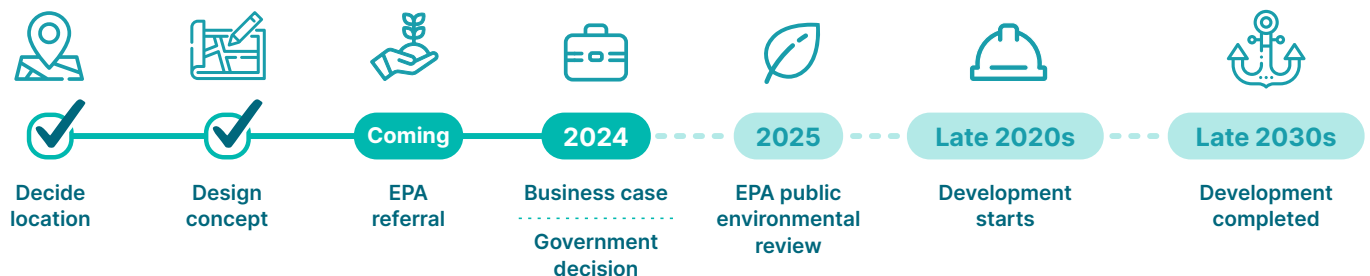 Coming
2024
2025
Late 2020s
Late 2030s
Decide
location
Design
concept
EPA
referral
Business case
Government
decision
EPA public
environmental
review
Development
starts
Development
completed